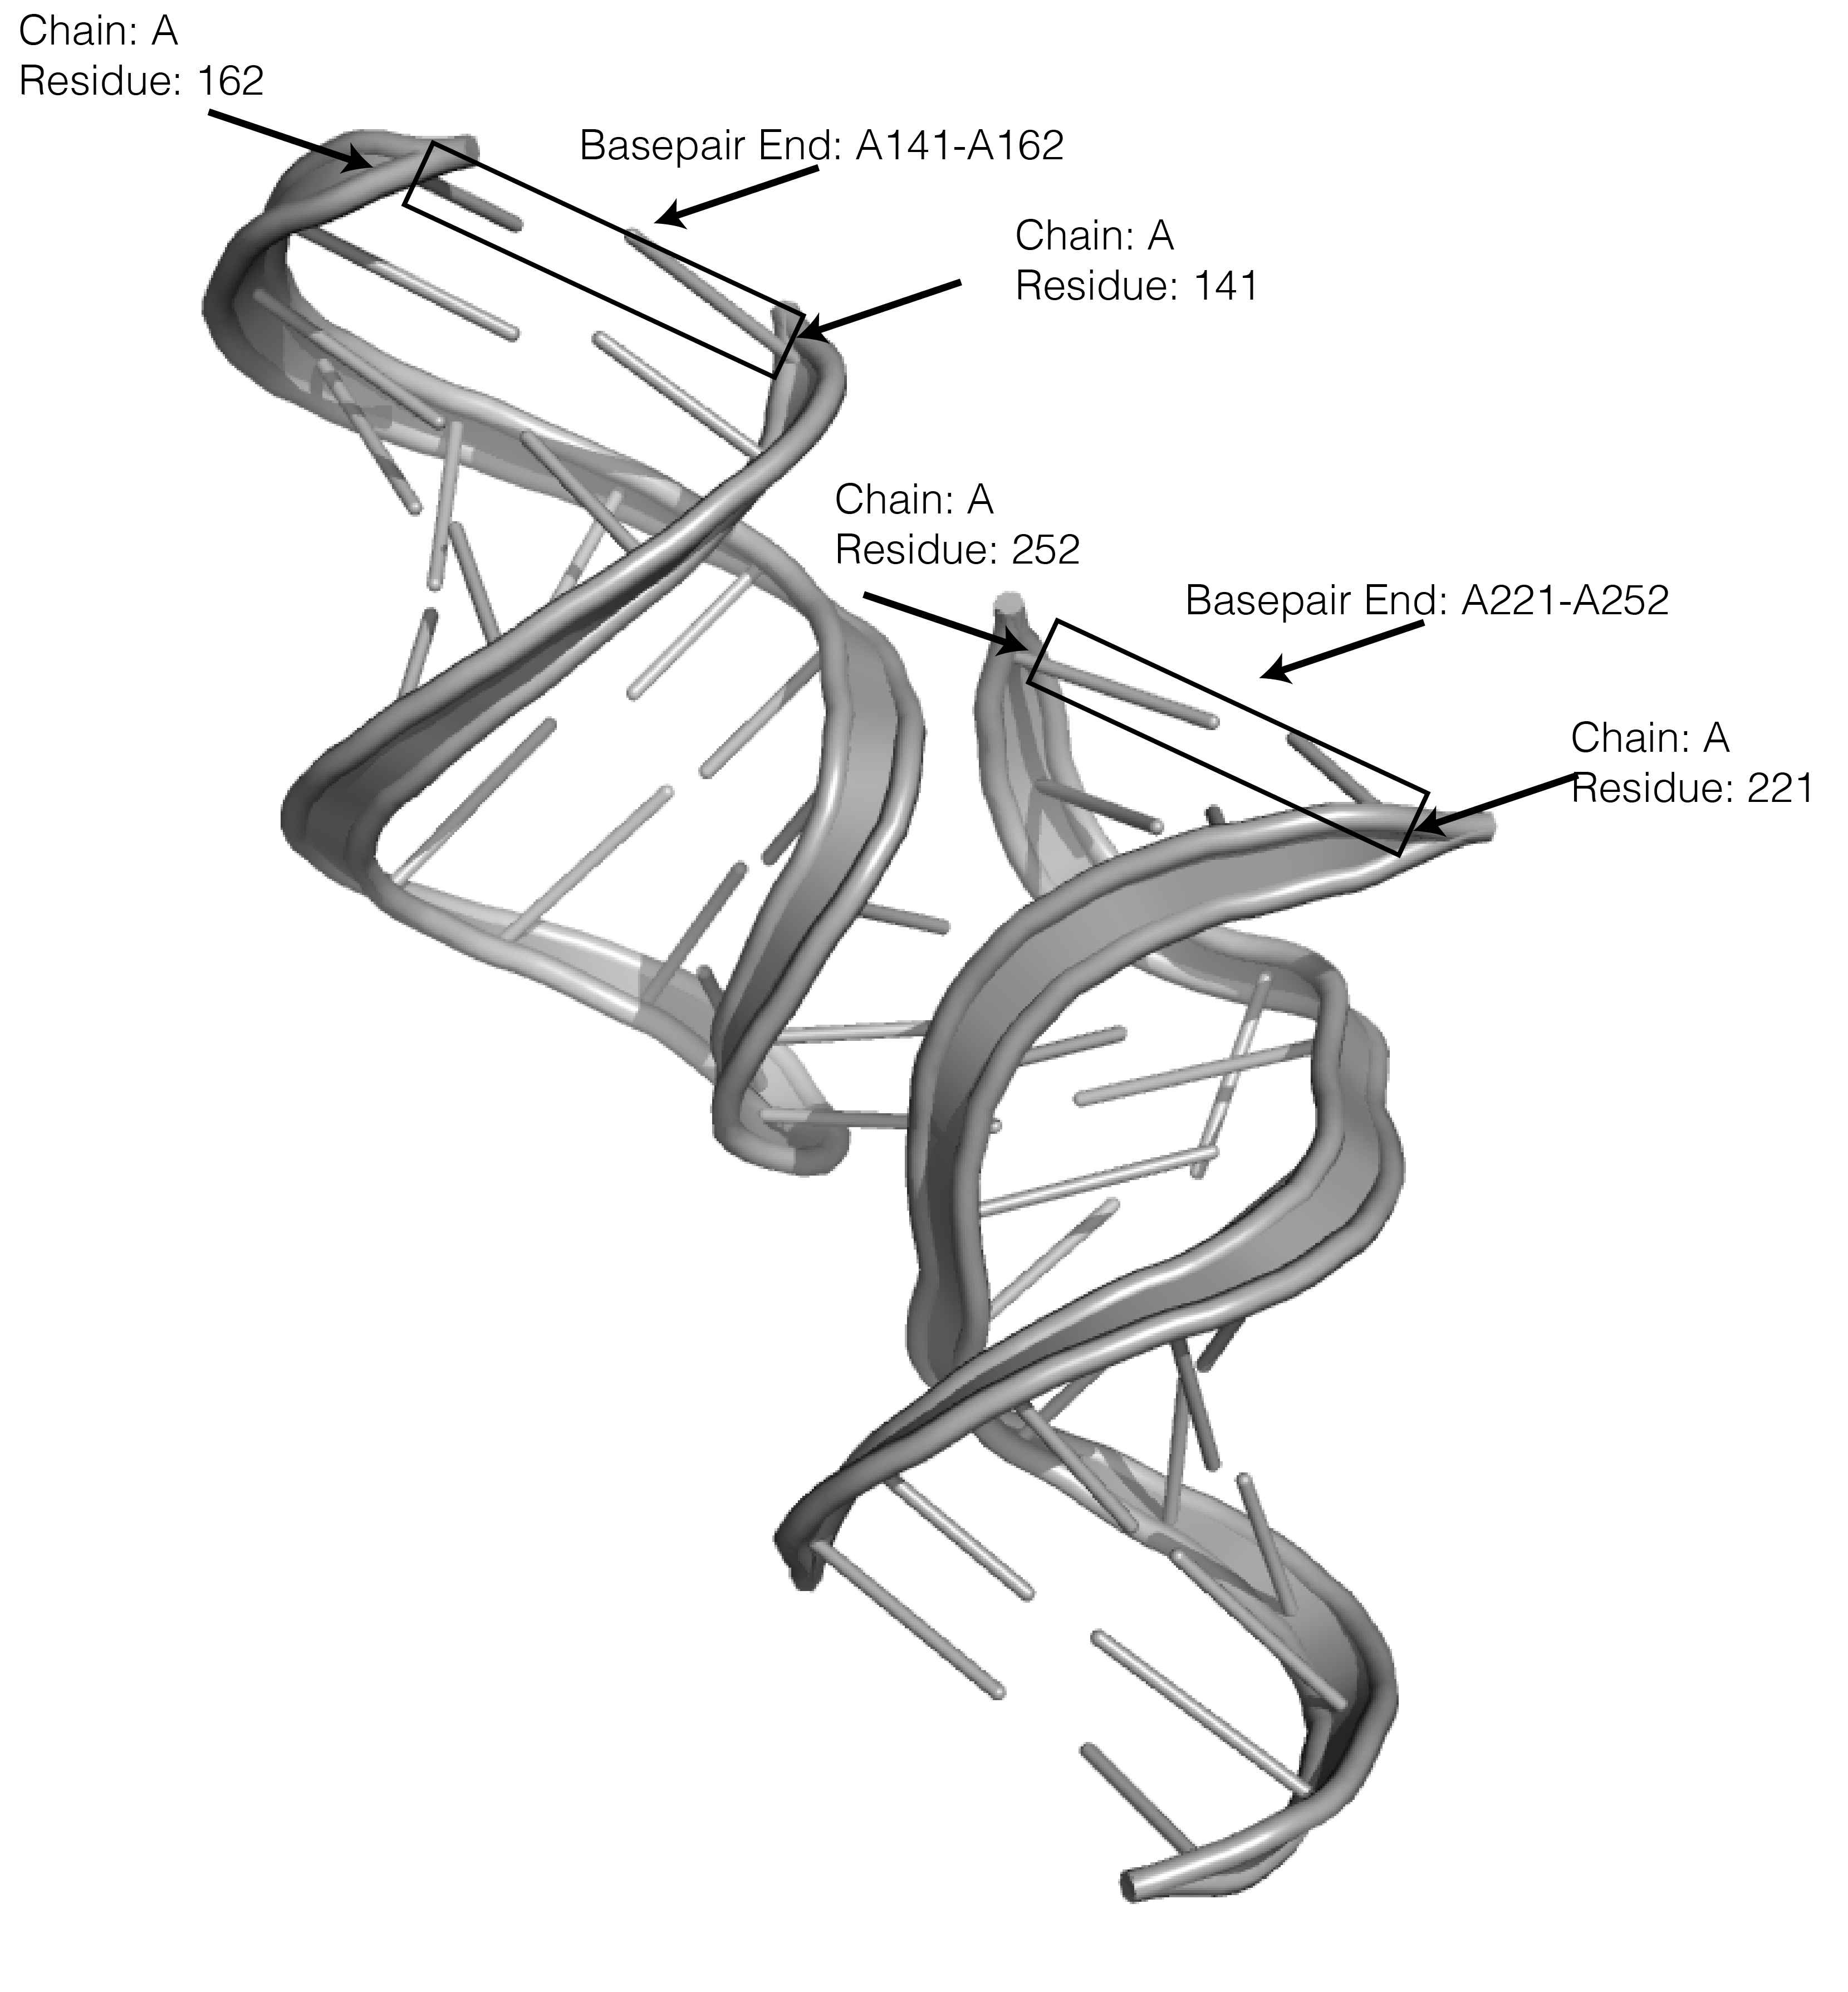 Chain: A
Residue: 162
Basepair End: A141-A162
Chain: A
Residue: 141
Chain: A
Residue: 252
Basepair End: A221-A252
Chain: A
Residue: 221